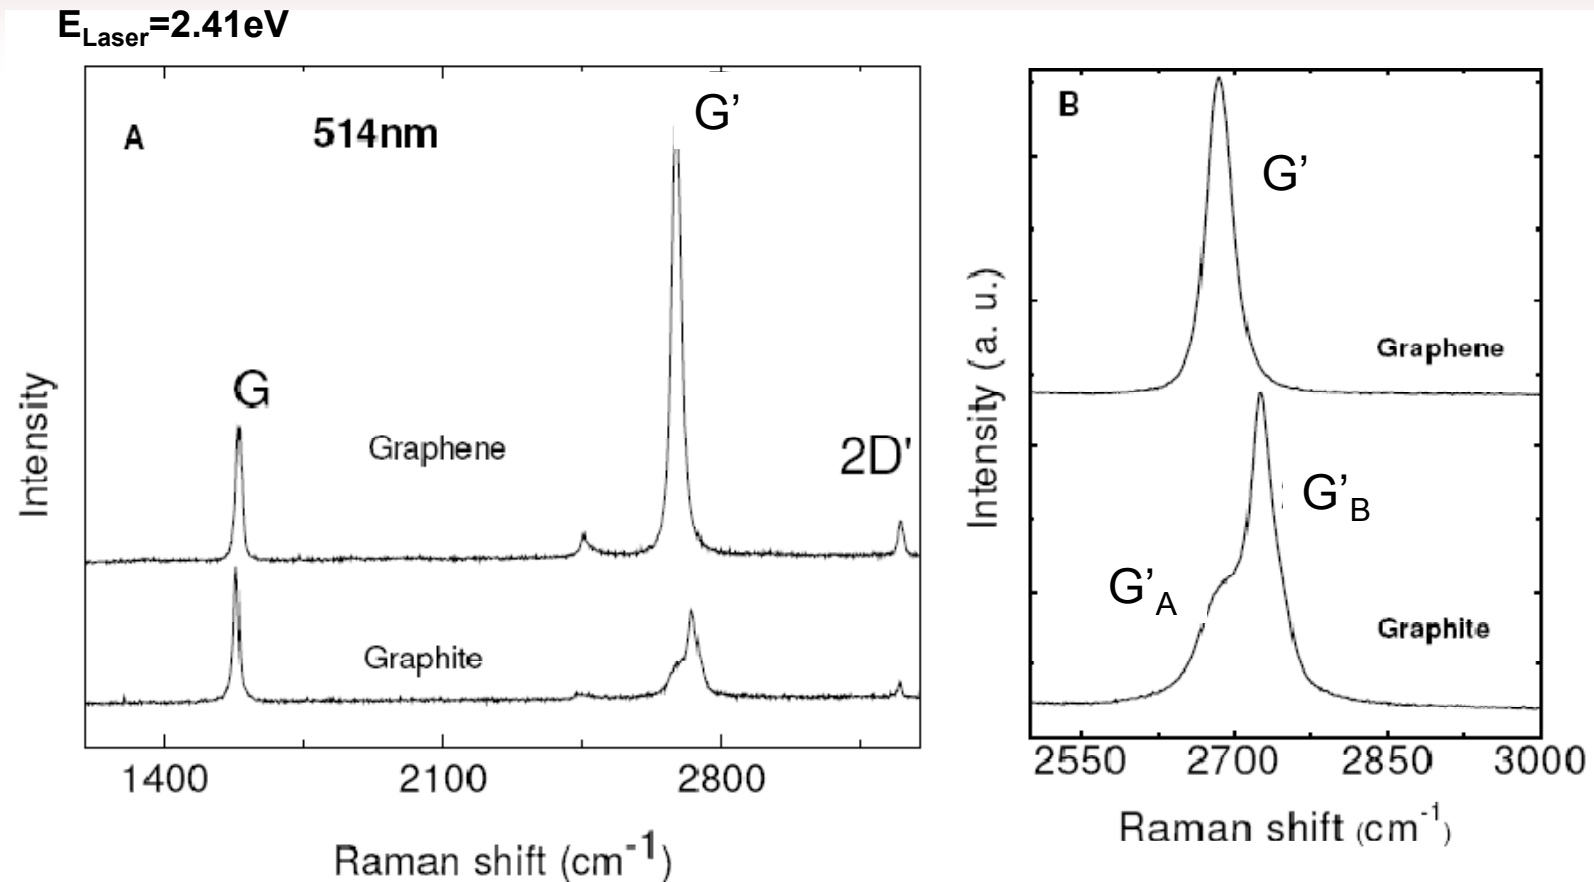 E_Laser=2.41eV
A
514nm
G’
G
Graphene
2D'
Graphite
Intensity
1400 2100 2800
Raman shift (cm⁻¹)
B
G’
Graphene
G’_B
G’_A
Graphite
Intensity (a. u.)
2550 2700 2850 3000
Raman shift (cm⁻¹)